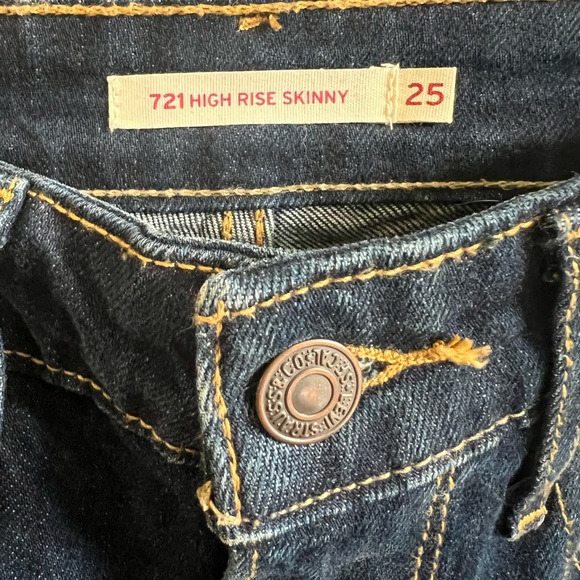 721 HIGH RISE SKINNY 25
LEVI STRAUSS & CO